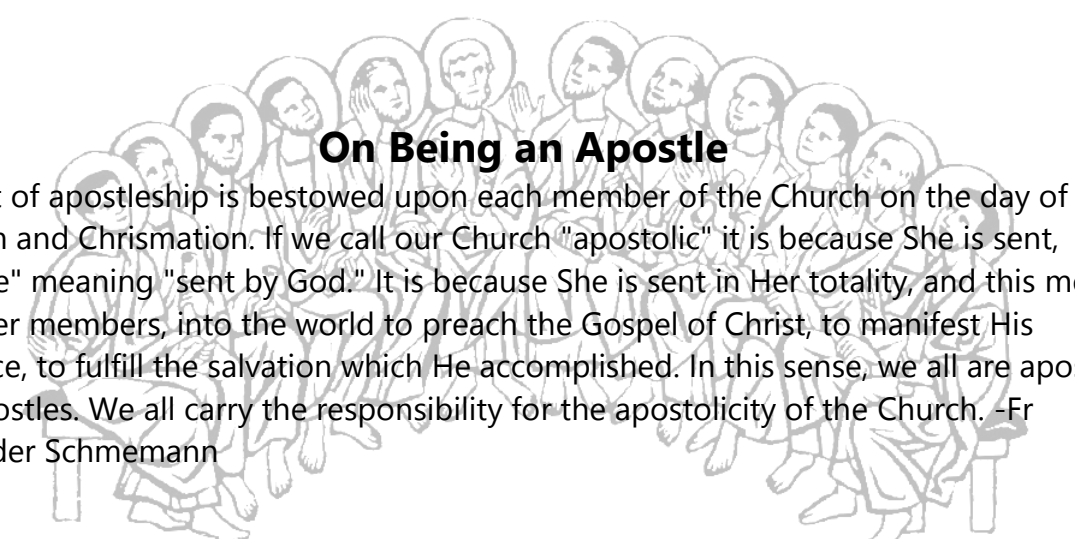 On Being an Apostle
of apostleship is bestowed upon each member of the Church on the day of
and Chrismation. If we call our Church "apostolic" it is because She is sent,
meaning "sent by God." It is because She is sent in Her totality, and this
members, into the world to preach the Gospel of Christ, to manifest His
to fulfill the salvation which He accomplished. In this sense, we all are
We all carry the responsibility for the apostolicity of the Church. -Fr
Schmemann